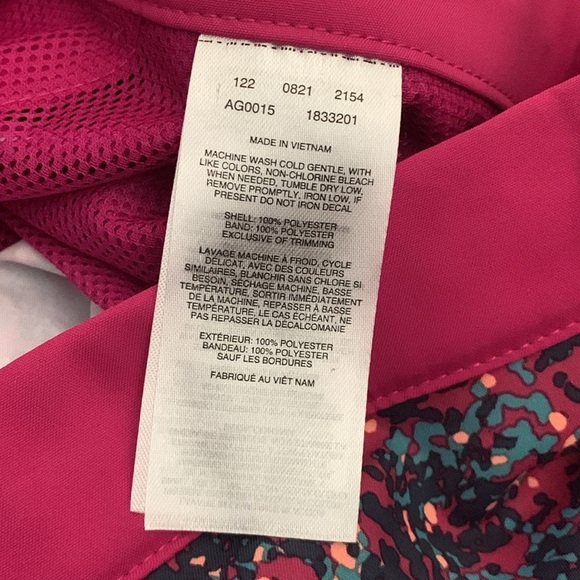 122 0821 2154
AG0015 1833201
MADE IN VIETNAM
MACHINE WASH COLD GENTLE, WITH
LIKE COLORS, NON-CHLORINE BLEACH
WHEN NEEDED, TUMBLE DRY LOW,
REMOVE PROMPTLY, IRON LOW, IF
PRESENT DO NOT IRON DECAL
SHELL: 100% POLYESTER
BAND: 100% POLYESTER
EXCLUSIVE OF TRIMMING
LAVAGE MACHINE À FROID, CYCLE
DÉLICAT, AVEC DES COULEURS
SIMILAIRES, BLANCHIR SANS CHLORE SI
BESOIN, SÉCHAGE MACHINE, BASSE
TEMPÉRATURE, SORTIR IMMÉDIATEMENT
DE LA MACHINE, REPASSER À BASSE
TEMPÉRATURE, LE CAS ÉCHÉANT, NE
PAS REPASSER LA DÉCALCOMANIE
EXTÉRIEUR: 100% POLYESTER
BANDEAU: 100% POLYESTER
SAUF LES BORDURES
FABRIQUÉ AU VIÊT NAM